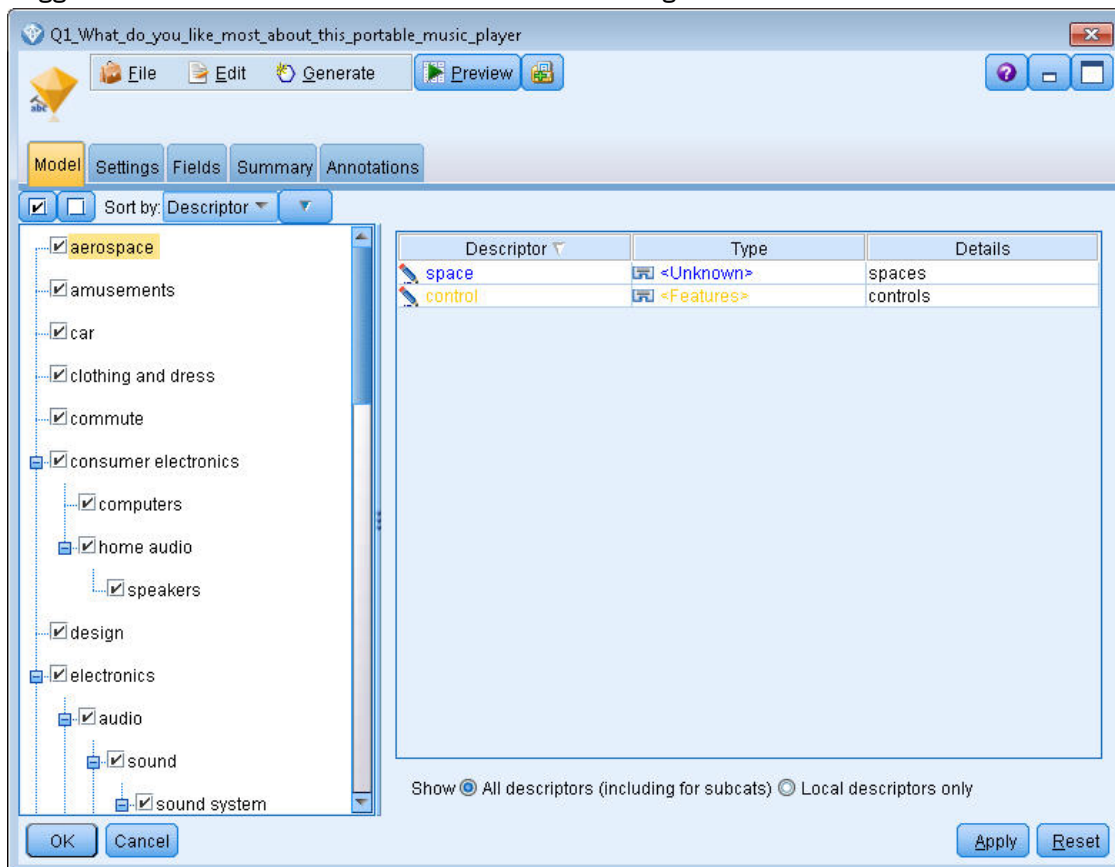 Q1_What_do_you_like_most_about_this_portable_music_player
File Edit Generate Preview
abc
Model Settings Fields Summary Annotations
Sort by: Descriptor
Descriptor Type Details
aerospace
space <Unknown> spaces
control <Features> controls
amusements
car
clothing and dress
commute
consumer electronics
computers
home audio
speakers
design
electronics
audio
sound
sound system
Show All descriptors (including for subcats) Local descriptors only
OK Cancel Apply Reset